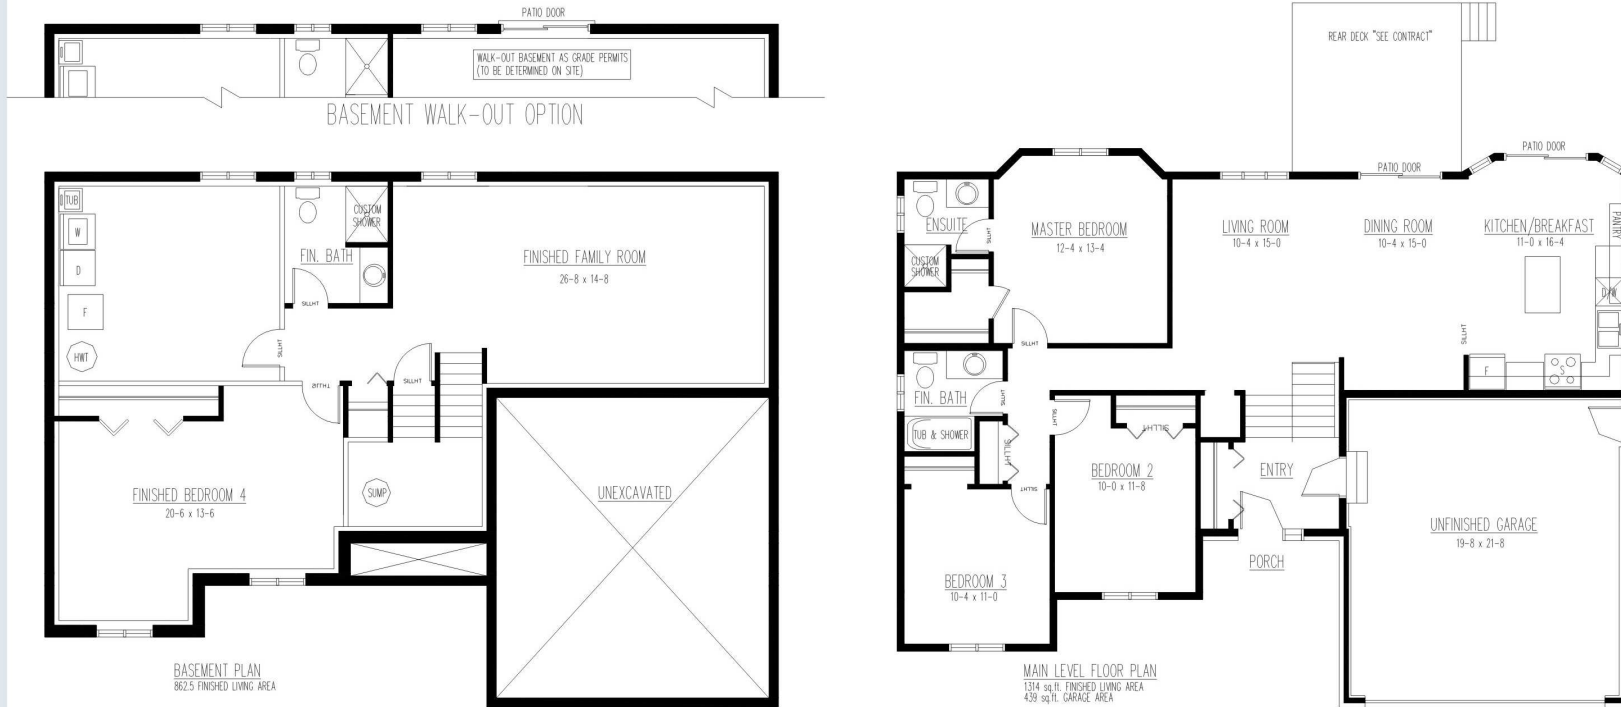 PATIO DOOR
WALK-OUT BASEMENT AS GRADE PERMITS
(TO BE DETERMINED ON SITE)
BASEMENT WALK-OUT OPTION
TUB
W
D
F
HWT
CUSTOM
SHOWER
FIN. BATH
SILLHT
SILLHT
SILLHT
SILLHT
FINISHED FAMILY ROOM
26-8 x 14-8
FINISHED BEDROOM 4
20-6 x 13-6
SUMP
UNEXCAVATED
BASEMENT PLAN
862.5 FINISHED LIVING AREA
REAR DECK "SEE CONTRACT"
PATIO DOOR
PATIO DOOR
ENSUITE
SILLHT
CUSTOM
SHOWER
MASTER BEDROOM
12-4 x 13-4
SILLHT
LIVING ROOM
10-4 x 15-0
DINING ROOM
10-4 x 15-0
KITCHEN/BREAKFAST
11-0 x 16-4
PANTRY
D/W
SILLHT
F
S
FIN. BATH
SILLHT
TUB & SHOWER
SILLHT
SILLHT
SILLHT
SILLHT
BEDROOM 2
10-0 x 11-8
ENTRY
BEDROOM 3
10-4 x 11-0
PORCH
UNFINISHED GARAGE
19-8 x 21-8
MAIN LEVEL FLOOR PLAN
1314 sq.ft. FINISHED LIVING AREA
439 sq.ft. GARAGE AREA